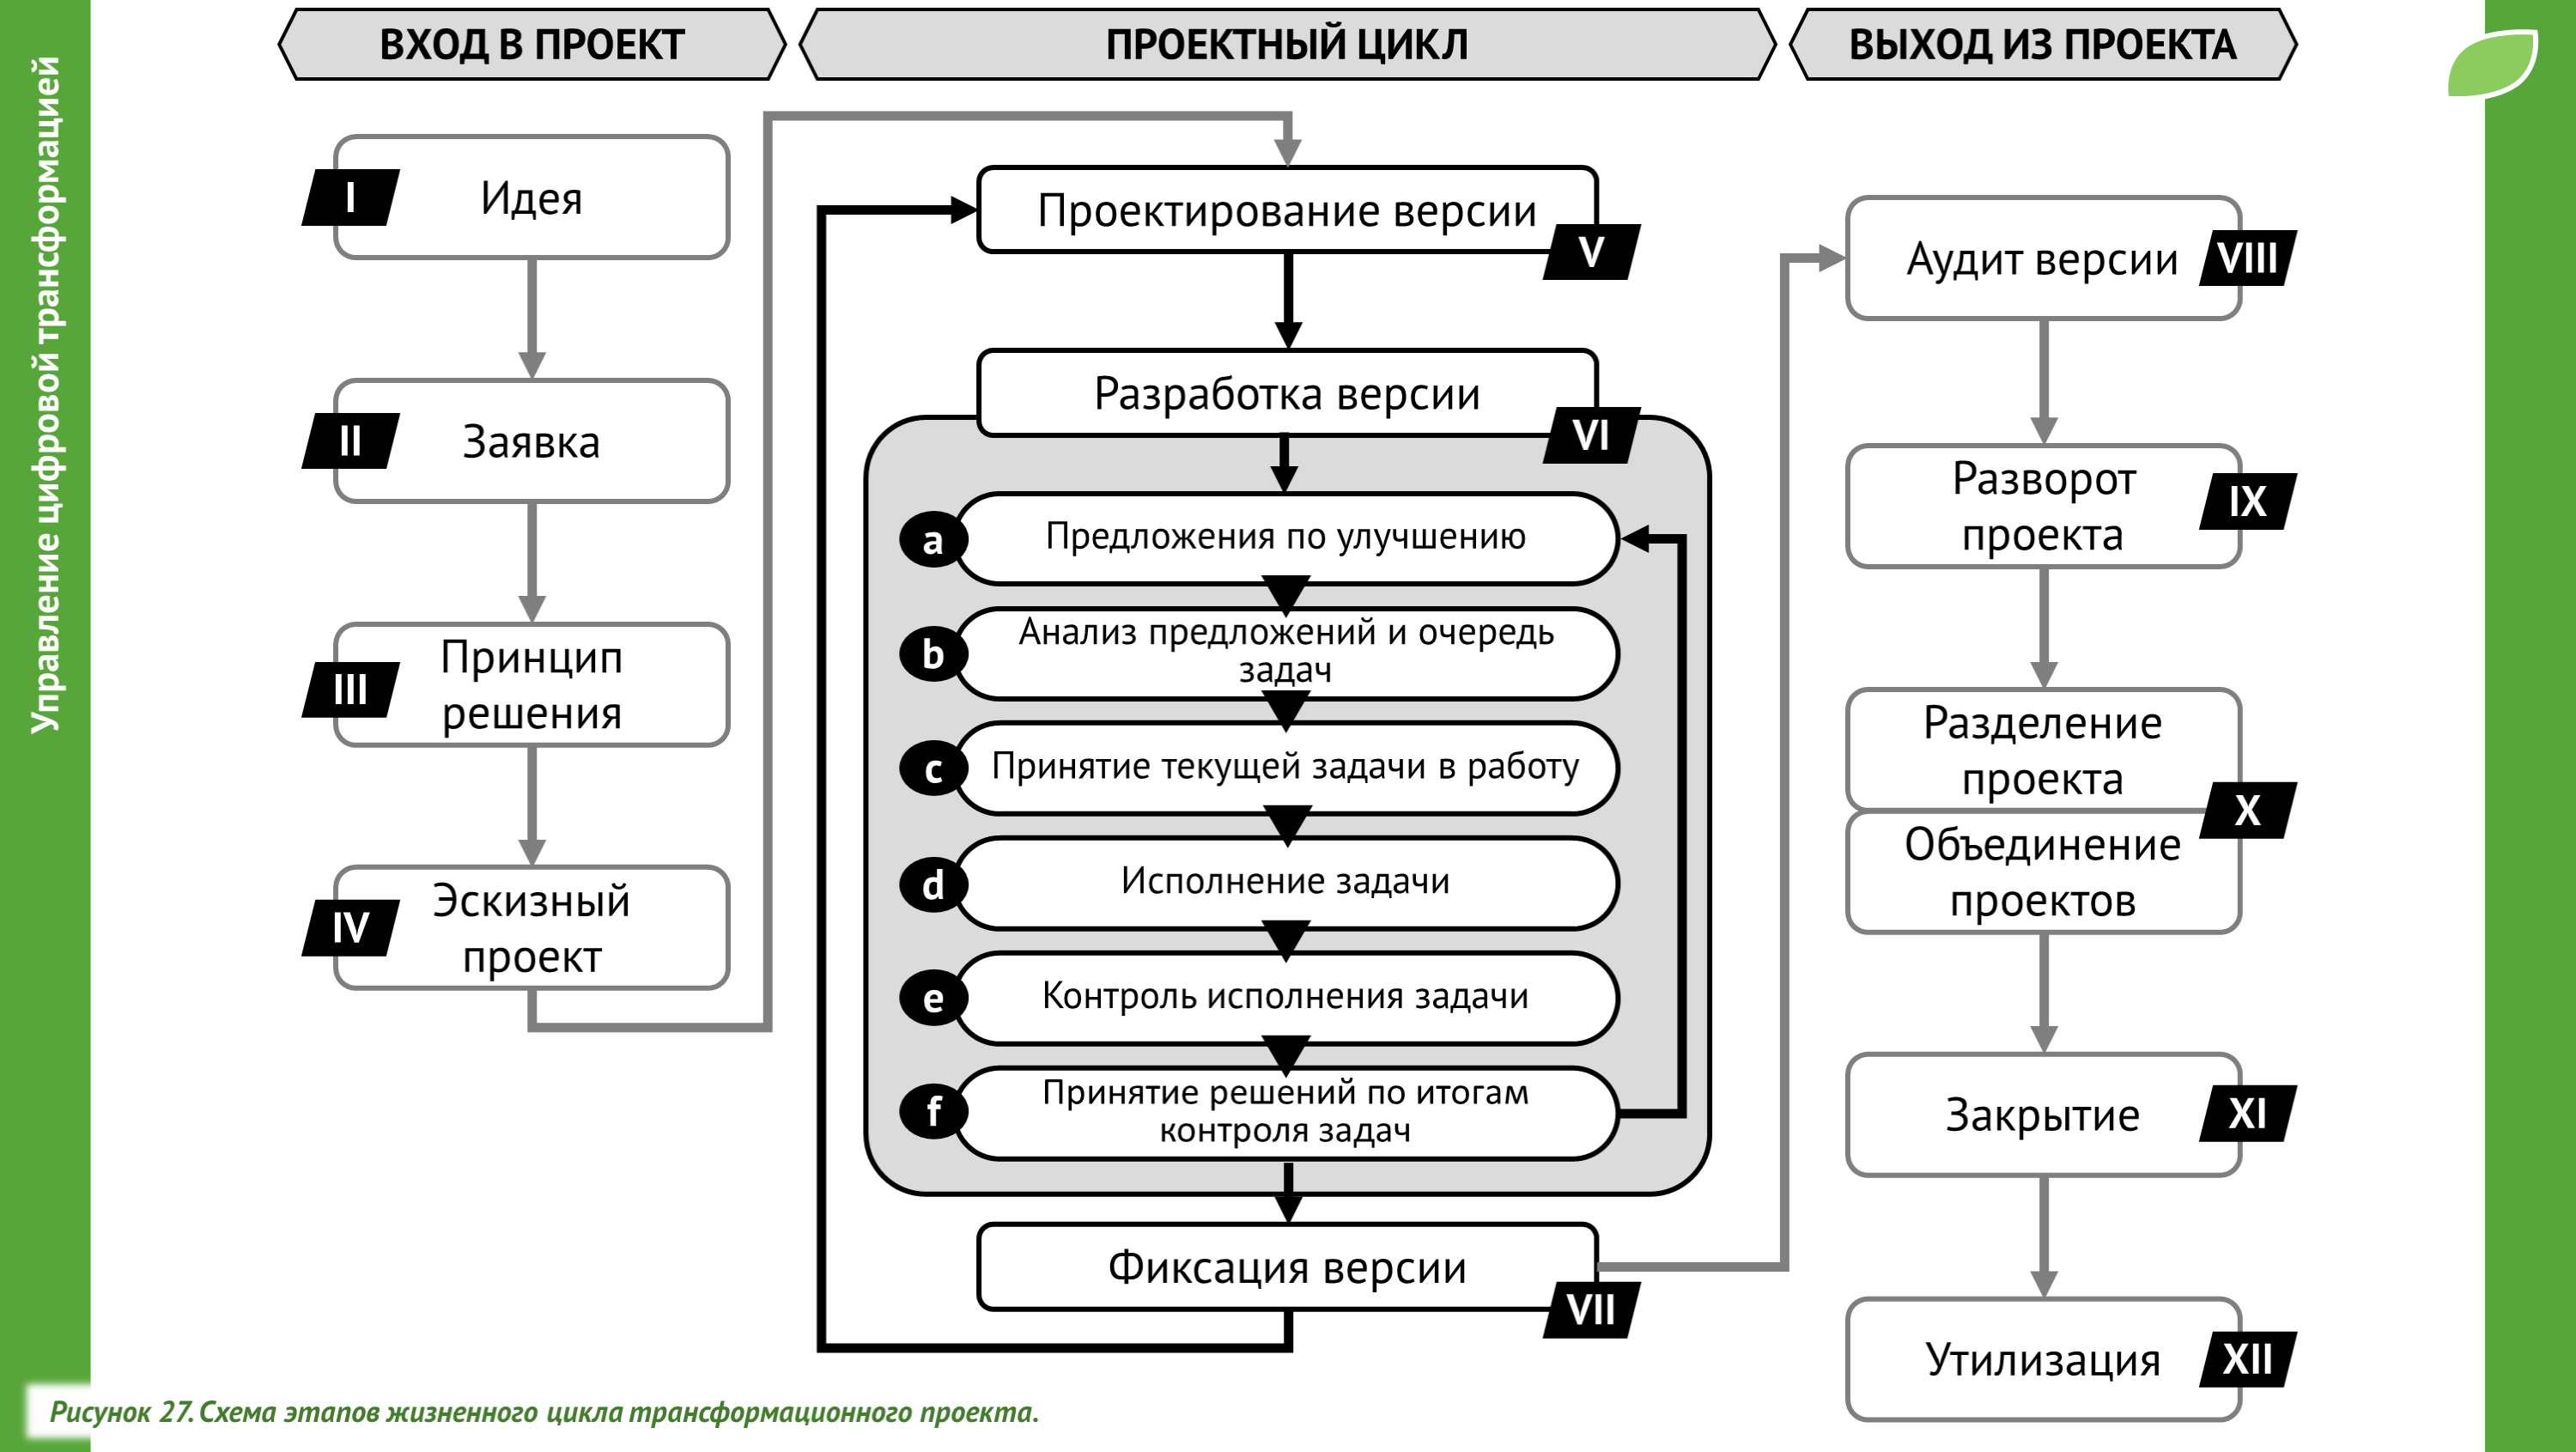 Управление цифровой трансформацией
ВХОД В ПРОЕКТ
ПРОЕКТНЫЙ ЦИКЛ
ВЫХОД ИЗ ПРОЕКТА
I
Идея
II
Заявка
III
Принцип
решения
IV
Эскизный
проект
Проектирование версии
V
Разработка версии
VI
a
Предложения по улучшению
b
Анализ предложений и очередь
задач
c
Принятие текущей задачи в работу
d
Исполнение задачи
e
Контроль исполнения задачи
f
Принятие решений по итогам
контроля задач
Фиксация версии
VII
Аудит версии
VIII
Разворот
проекта
IX
Разделение
проекта
X
Объединение
проектов
Закрытие
XI
Утилизация
XII
Рисунок 27. Схема этапов жизненного цикла трансформационного проекта.